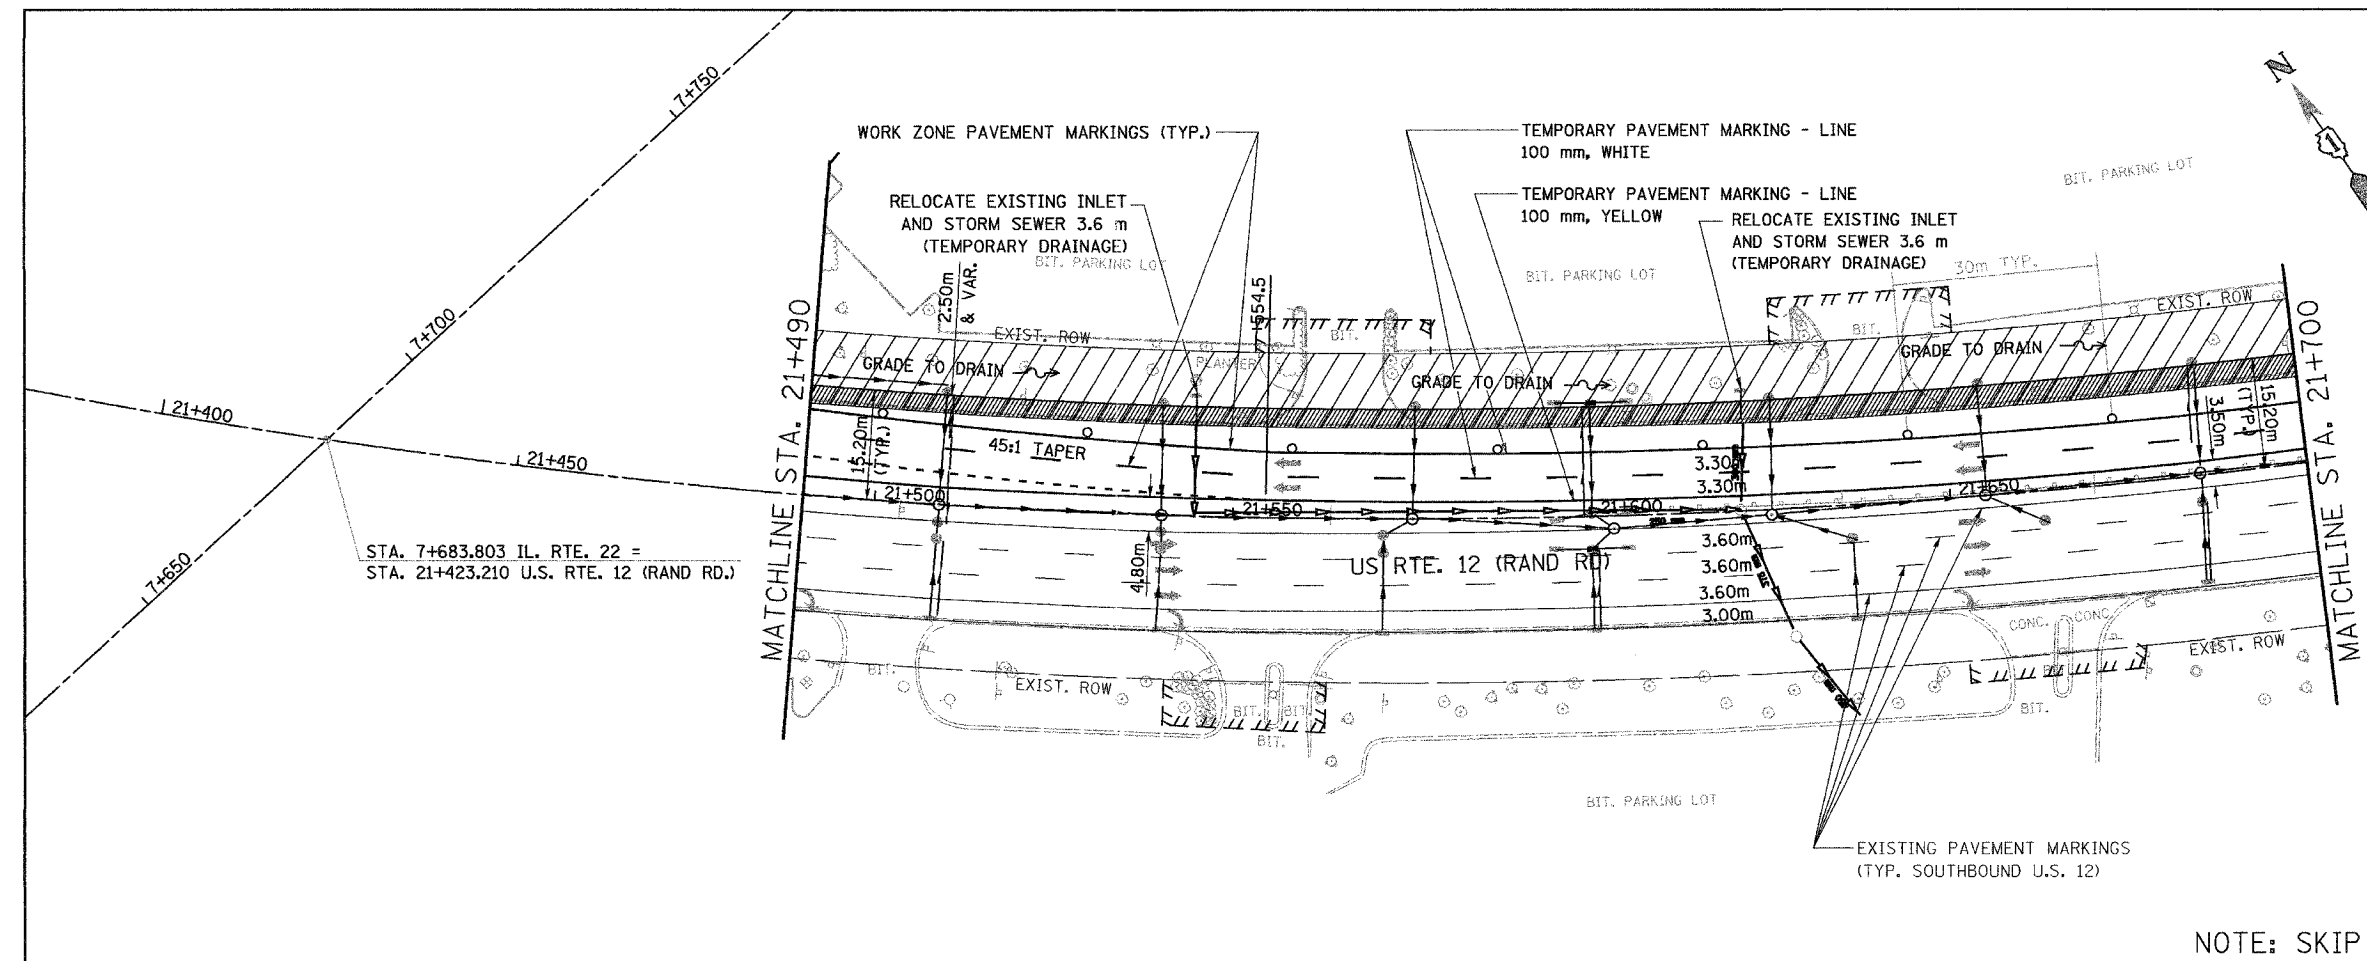 7+750
7+700
7+650
21+400
21+450
STA. 7+683.803 IL. RTE. 22 =
STA. 21+423.210 U.S. RTE. 12 (RAND RD.)
MATCHLINE STA. 21+490
WORK ZONE PAVEMENT MARKINGS (TYP.)
RELOCATE EXISTING INLET
AND STORM SEWER 3.6 m
(TEMPORARY DRAINAGE)
BIT. PARKING LOT
TEMPORARY PAVEMENT MARKING - LINE
100 mm, WHITE
TEMPORARY PAVEMENT MARKING - LINE
100 mm, YELLOW
RELOCATE EXISTING INLET
AND STORM SEWER 3.6 m
(TEMPORARY DRAINAGE)
BIT. PARKING LOT
BIT. PARKING LOT
N
1
30m TYP.
2.50m
& VAR.
554.5
EXIST. ROW
BIT.
BIT.
EXIST. ROW
PLANTER
GRADE TO DRAIN
GRADE TO DRAIN
GRADE TO DRAIN
15.20m
(TYP.)
45:1 TAPER
3.30m
3.30m
3.50m
15.20m
(TYP.)
21+500
21+550
21+600
21+650
250 mm
4.80m
US RTE. 12 (RAND RD)
3.60m
3.60m
3.60m
3.00m
MATCHLINE STA. 21+700
CONC.
CONC.
EXIST. ROW
EXIST. ROW
BIT.
BIT.
BIT.
BIT.
BIT.
BIT.
BIT. PARKING LOT
EXISTING PAVEMENT MARKINGS
(TYP. SOUTHBOUND U.S. 12)
NOTE: SKIP